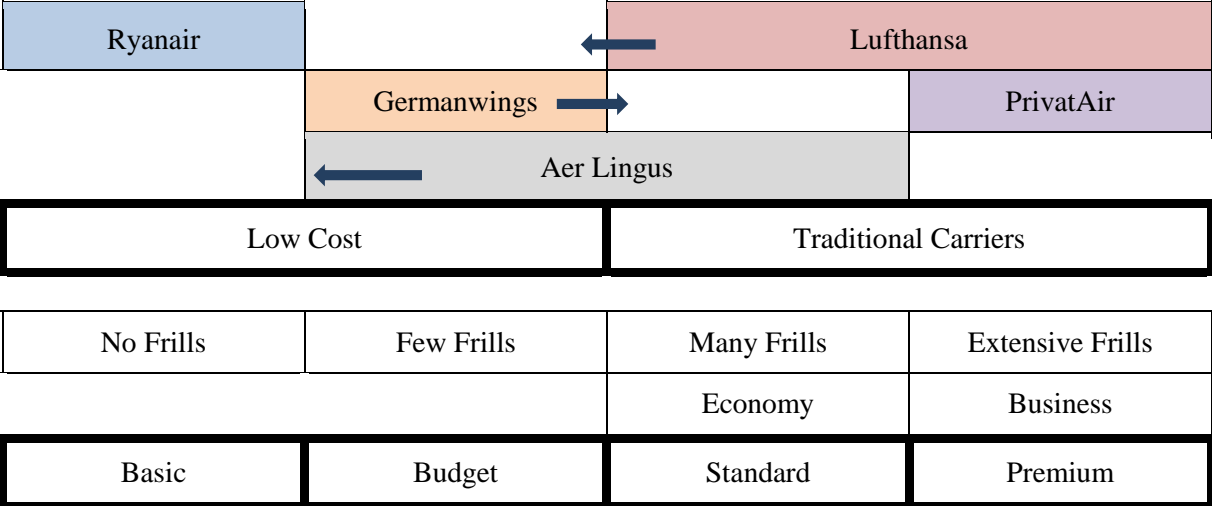 Ryanair Lufthansa
Germanwings PrivatAir
Aer Lingus
Low Cost Traditional Carriers
No Frills Few Frills Many Frills Extensive Frills
Economy Business
Basic Budget Standard Premium